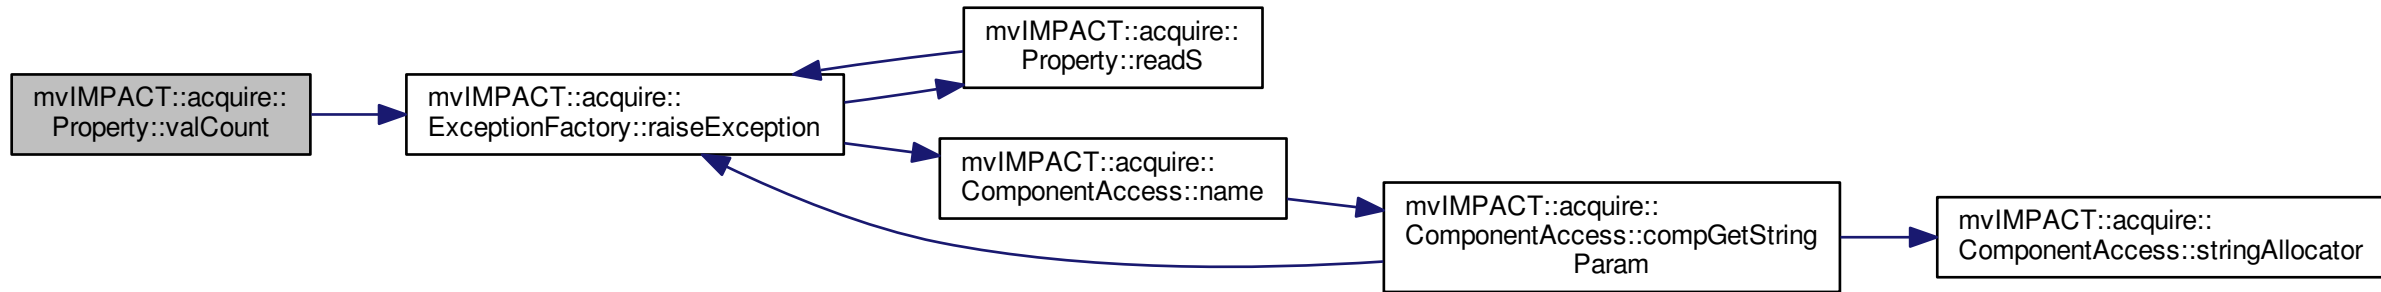 mvIMPACT::acquire::
Property::valCount
mvIMPACT::acquire::
ExceptionFactory::raiseException
mvIMPACT::acquire::
Property::readS
mvIMPACT::acquire::
ComponentAccess::name
mvIMPACT::acquire::
ComponentAccess::compGetString
Param
mvIMPACT::acquire::
ComponentAccess::stringAllocator